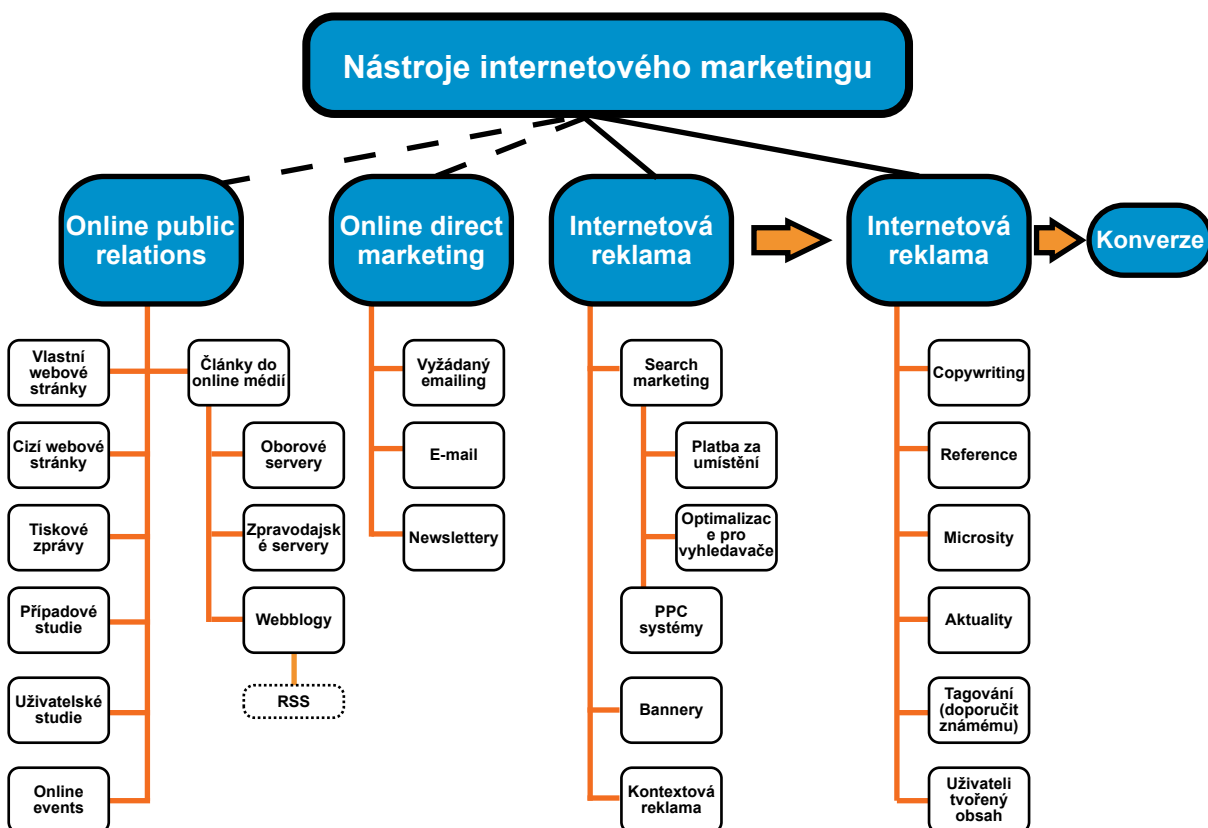 Nástroje internetového marketingu
Online public
relations
Online direct
marketing
Internetová
reklama
Internetová
reklama
Konverze
Vlastní
webové
stránky
Cizí webové
stránky
Tiskové
zprávy
Případové
studie
Uživatelské
studie
Online
events
Články do
online médií
Oborové
servery
Zpravodajsk
é servery
Webblogy
RSS
Vyžádaný
emailing
E-mail
Newslettery
Search
marketing
Platba za
umístění
Optimalizac
e pro
vyhledavače
PPC
systémy
Bannery
Kontextová
reklama
Copywriting
Reference
Microsity
Aktuality
Tagování
(doporučit
známému)
Uživateli
tvořený
obsah